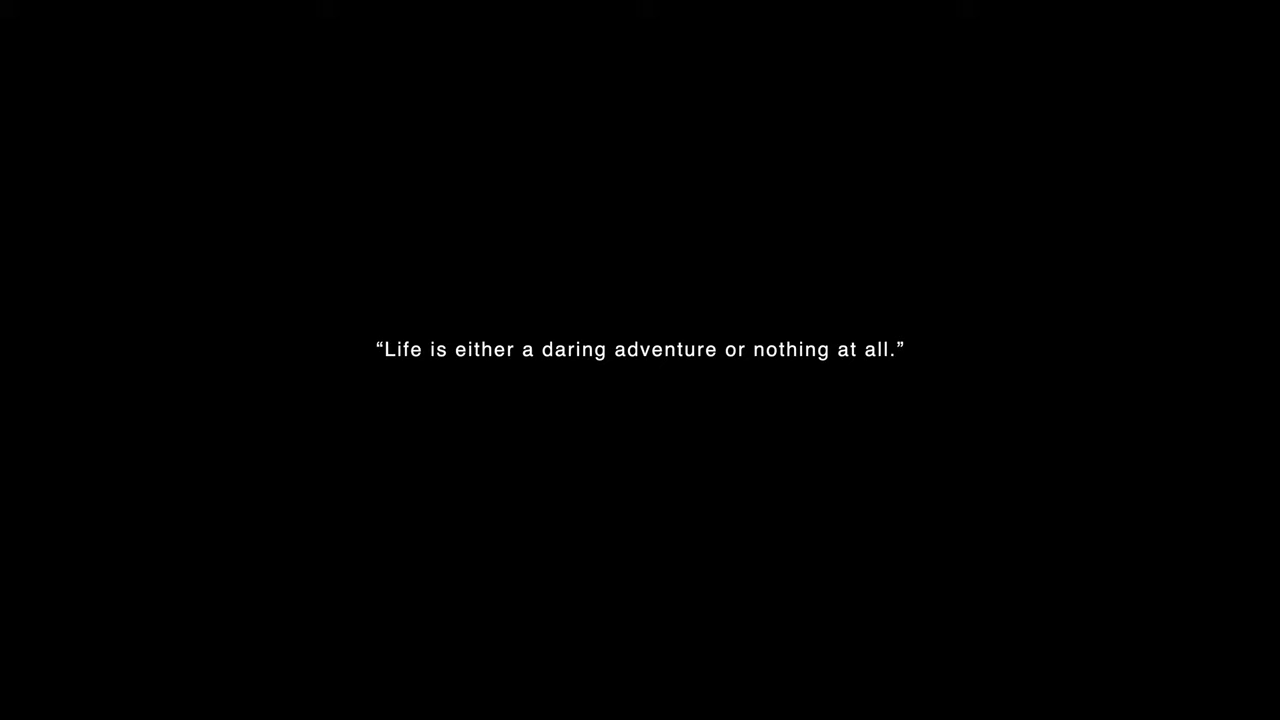 “Life is either a daring adventure or nothing at all.”